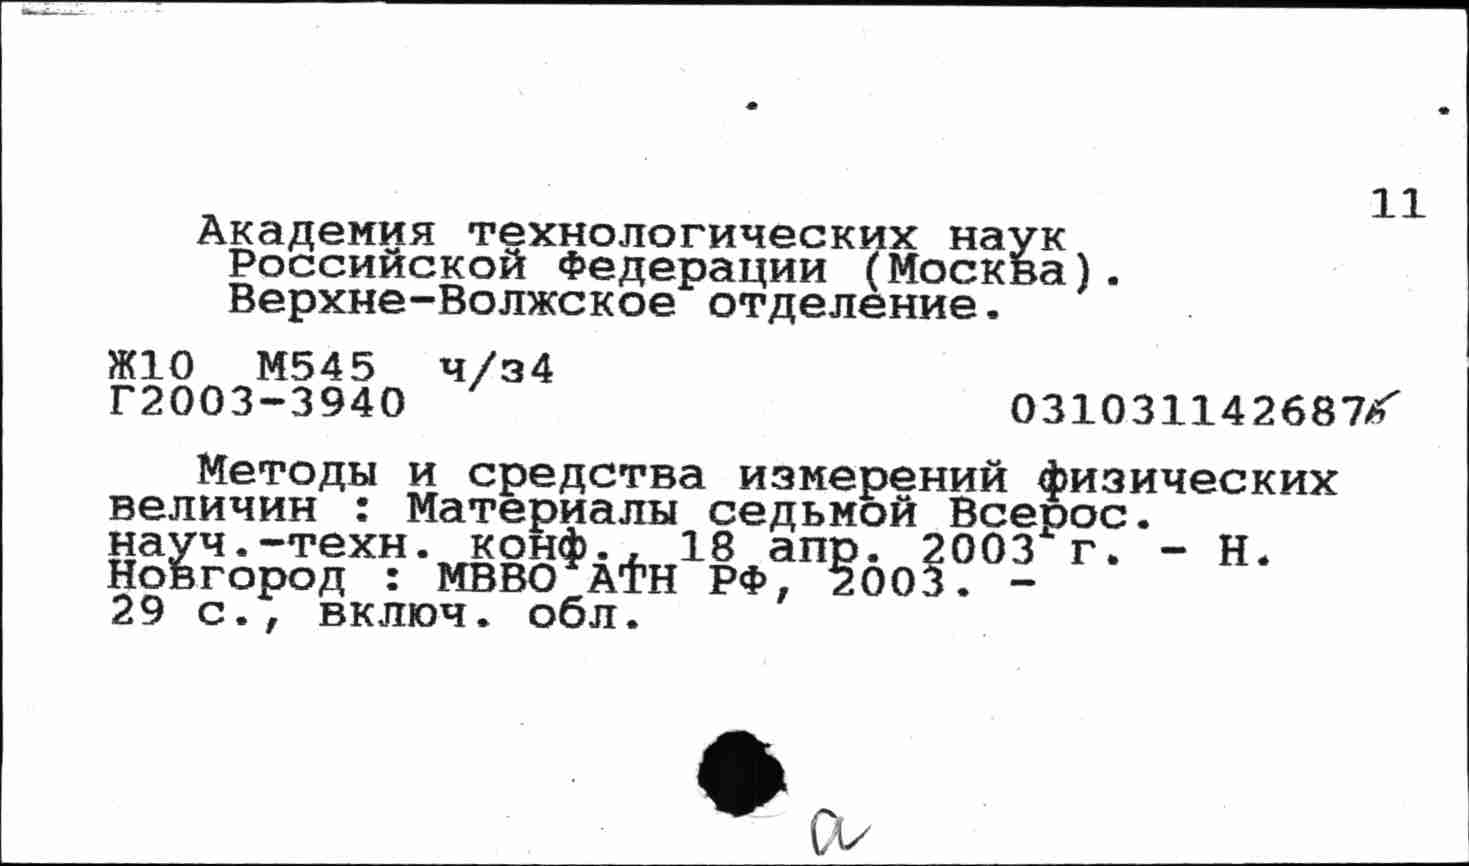 11
Академия технологических наук
Российской Федерации (Москва).
Верхне-Волжское отделение.
Ж10 М545 ч/з4
Г2003-3940
Методы и средства измерений физических
величин : Материалы седьмой Всерос.
науч.-техн. конф., 18 апр. 2003 г. - Н.
Новгород : МВВО АТН РФ, 2003. -
29 с., включ. обл.
а